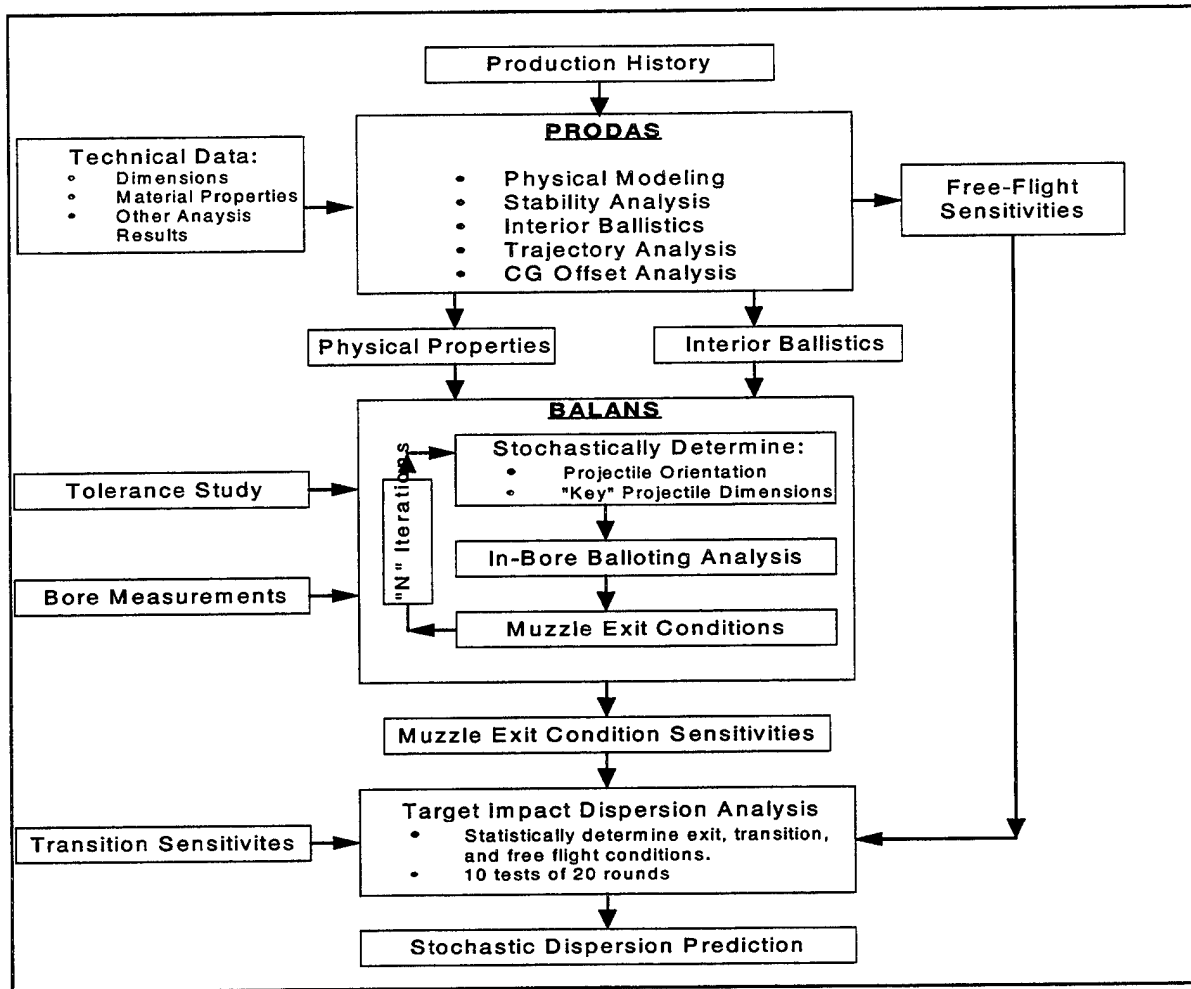 Production History
PRODAS
• Physical Modeling
• Stability Analysis
• Interior Ballistics
• Trajectory Analysis
• CG Offset Analysis
Technical Data:
• Dimensions
• Material Properties
• Other Anaysis
Results
Free-Flight
Sensitivities
Physical Properties
Interior Ballistics
BALANS
"N" Iterations
Stochastically Determine:
• Projectile Orientation
• "Key" Projectile Dimensions
In-Bore Balloting Analysis
Muzzle Exit Conditions
Tolerance Study
Bore Measurements
Muzzle Exit Condition Sensitivities
Target Impact Dispersion Analysis
• Statistically determine exit, transition,
and free flight conditions.
• 10 tests of 20 rounds
Transition Sensitivites
Stochastic Dispersion Prediction